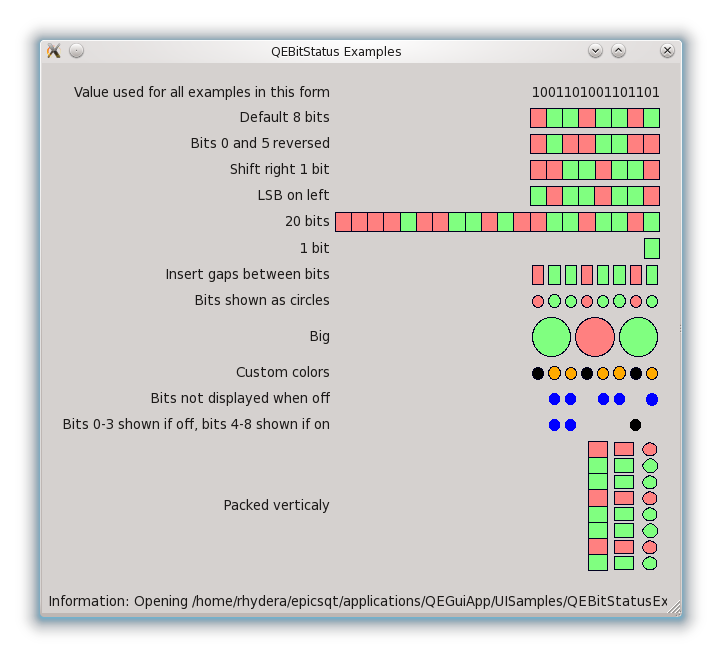 QEBitStatus Examples
Value used for all examples in this form 1001101001101101
Default 8 bits
Bits 0 and 5 reversed
Shift right 1 bit
LSB on left
20 bits
1 bit
Insert gaps between bits
Bits shown as circles
Big
Custom colors
Bits not displayed when off
Bits 0-3 shown if off, bits 4-8 shown if on
Packed verticaly
Information: Opening /home/rhydera/epicsqt/applications/QEGuiApp/UISamples/QEBitStatusEx